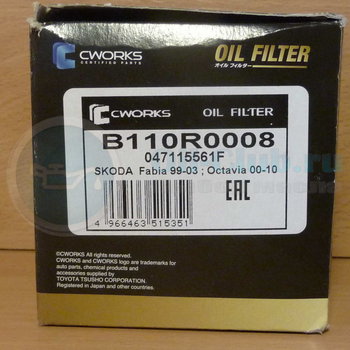 CWORKS
CERTIFIED PARTS
OIL FILTER
オイル フィルター
CWORKS OIL FILTER
B110R0008
047115561F
SKODA Fabia 99-03 ; Octavia 00-10
EAC
4 966463 515351
©CWORKS All rights reserved.
CWORKS and CWORKS logo are trademarks for
auto parts, chemical products and
accessories supplied by
TOYOTA TSUSHO CORPORATION.
Registered in Japan and other countries.